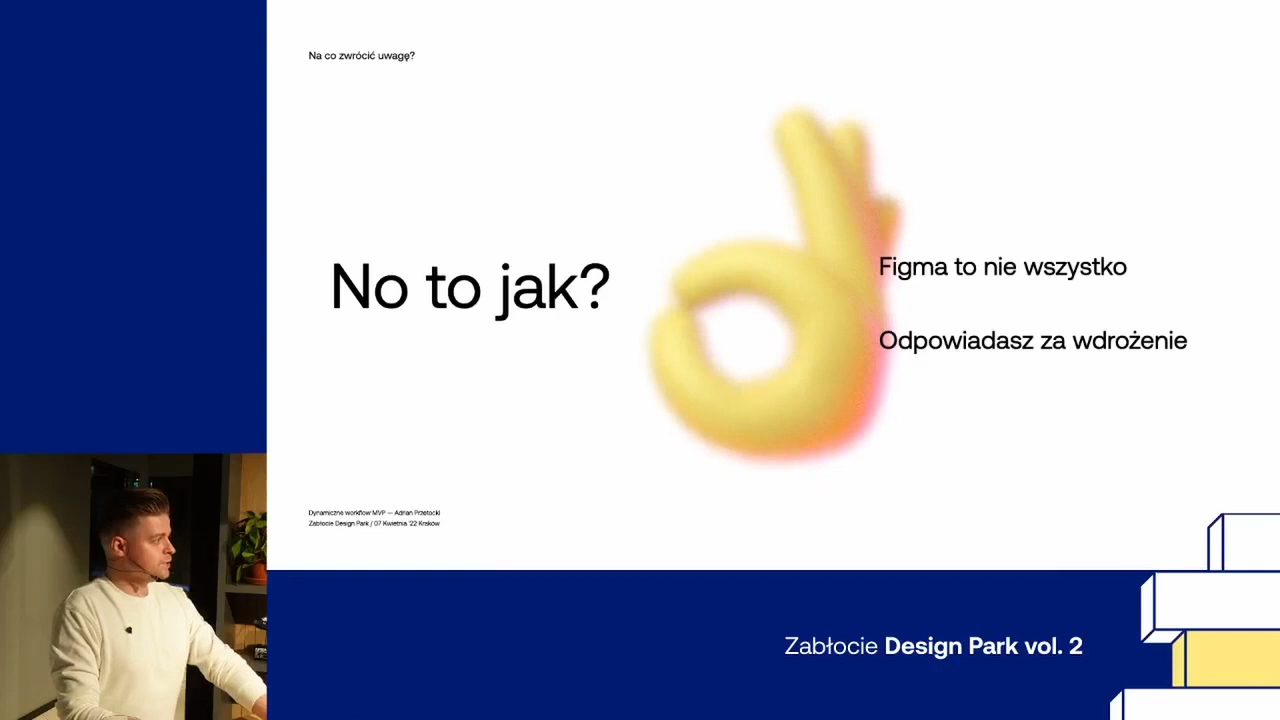 Na co zwrócić uwagę?
No to jak?
Figma to nie wszystko
Odpowiadasz za wdrożenie
Dynamiczne workflow MVP — Adrian Przetocki
Zabłocie Design Park / 07 Kwietnia '22 Kraków
Zabłocie Design Park vol. 2